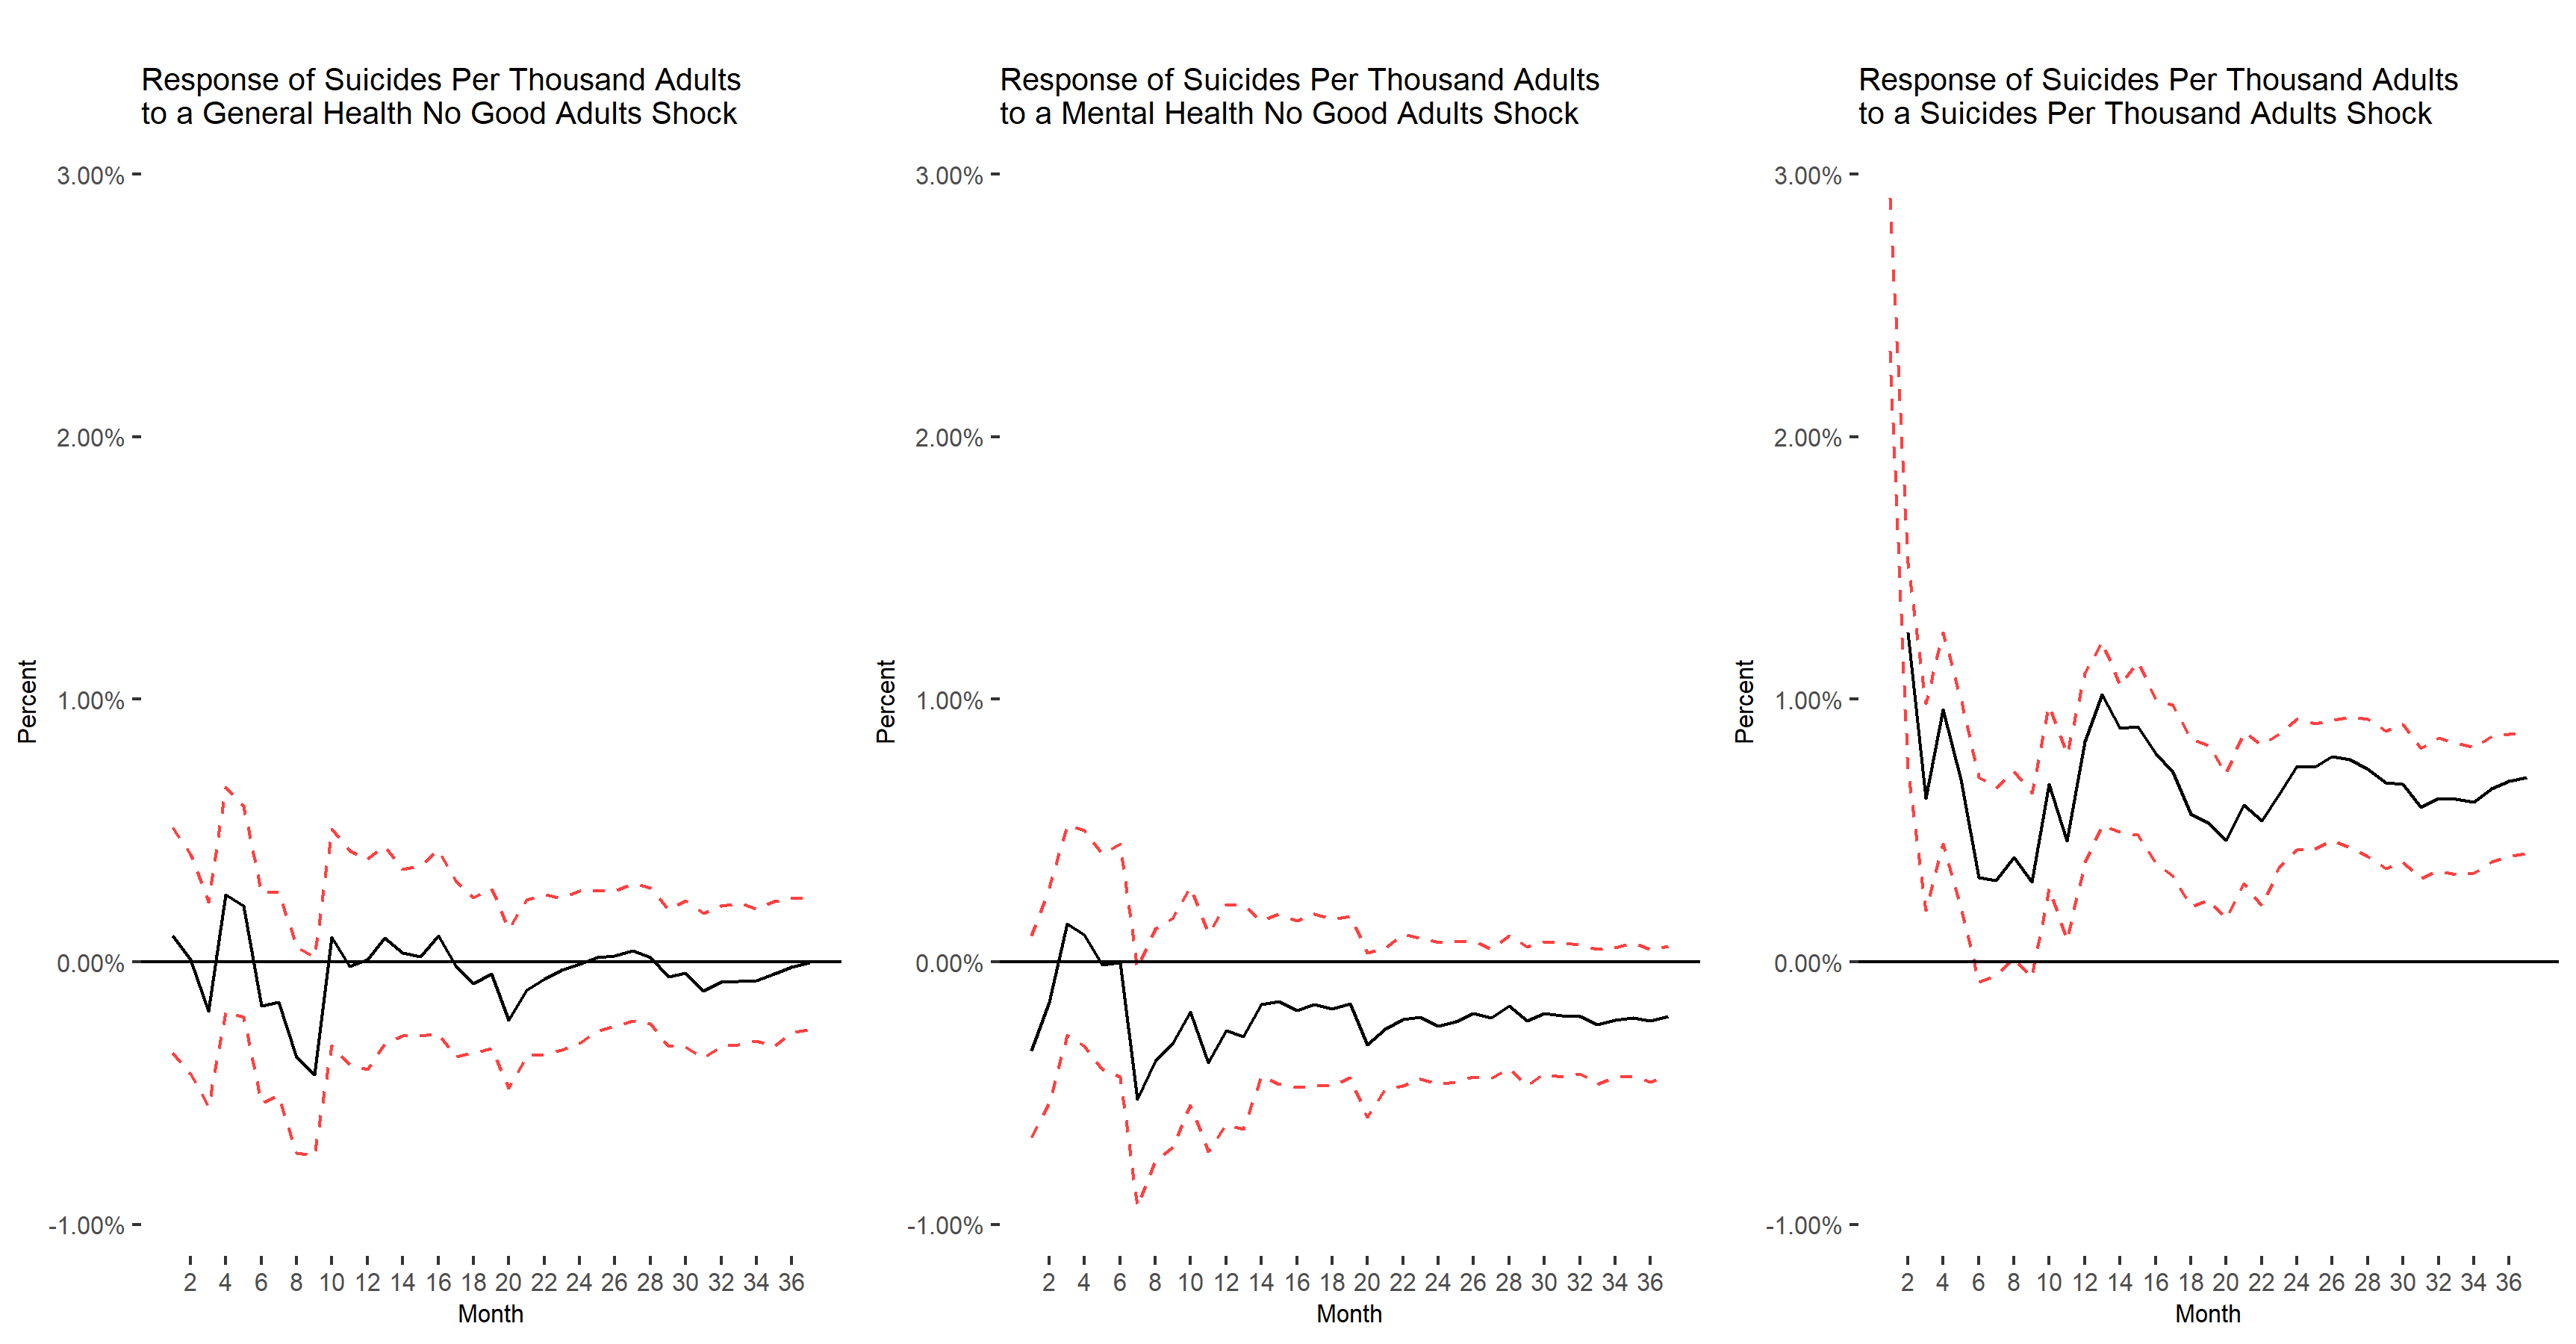 Response of Suicides Per Thousand Adults
to a General Health No Good Adults Shock
3.00%
2.00%
1.00%
0.00%
-1.00%
Percent
2 4 6 8 10 12 14 16 18 20 22 24 26 28 30 32 34 36
Month
Response of Suicides Per Thousand Adults
to a Mental Health No Good Adults Shock
3.00%
2.00%
1.00%
0.00%
-1.00%
Percent
2 4 6 8 10 12 14 16 18 20 22 24 26 28 30 32 34 36
Month
Response of Suicides Per Thousand Adults
to a Suicides Per Thousand Adults Shock
3.00%
2.00%
1.00%
0.00%
-1.00%
Percent
2 4 6 8 10 12 14 16 18 20 22 24 26 28 30 32 34 36
Month